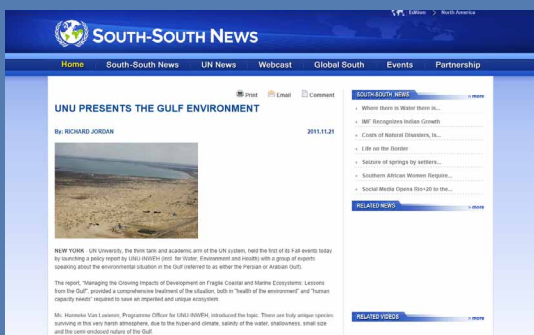 Edition: > North America
SOUTH-SOUTH NEWS
Home South-South News UN News Webcast Global South Events Partnership
Print Email Comment
UNU PRESENTS THE GULF ENVIRONMENT
By: RICHARD JORDAN 2011.11.21
NEW YORK - UN University, the think tank and academic arm of the UN system, held the first of its Fall events today
by launching a policy report by UNU-INWEH (Inst. for Water, Environment and Health) with a group of experts
speaking about the environmental situation in the Gulf (referred to as either the Persian or Arabian Gulf).
The report, "Managing the Growing Impacts of Development on Fragile Coastal and Marine Ecosystems: Lessons
from the Gulf", provided a comprehensive treatment of the situation, both in "health of the environment" and "human
capacity needs" required to save an imperiled and unique ecosystem.
Ms. Hanneke Van Lavieren, Programme Officer for UNU-INWEH, introduced the topic. There are truly unique species
surviving in this very harsh atmosphere, due to the hyper-arid climate, salinity of the water, shallowness, small size
and the semi-enclosed nature of the Gulf.
SOUTH-SOUTH NEWS » more
Where there is Water there is...
IMF Recognizes Indian Growth
Costs of Natural Disasters, Is...
Life on the Border
Seizure of springs by settlers...
Southern African Women Require...
Social Media Opens Rio+20 to the...
RELATED NEWS » more
RELATED VIDEOS » more